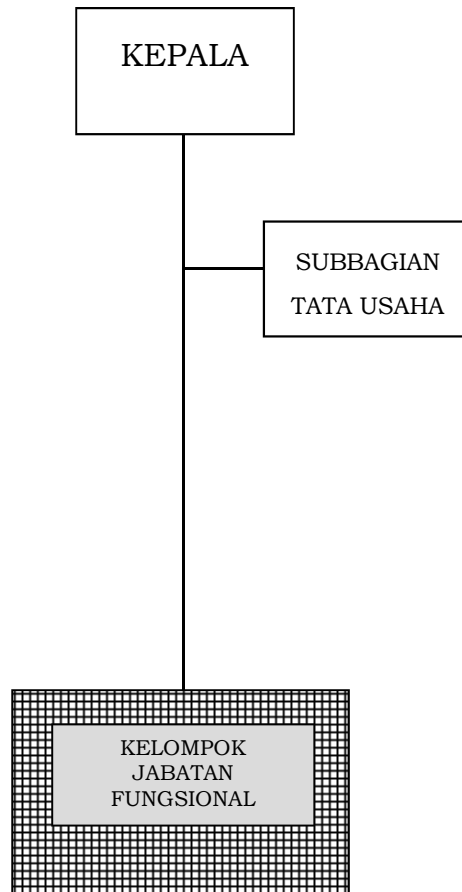 KEPALA
SUBBAGIAN
TATA USAHA
KELOMPOK
JABATAN
FUNGSIONAL